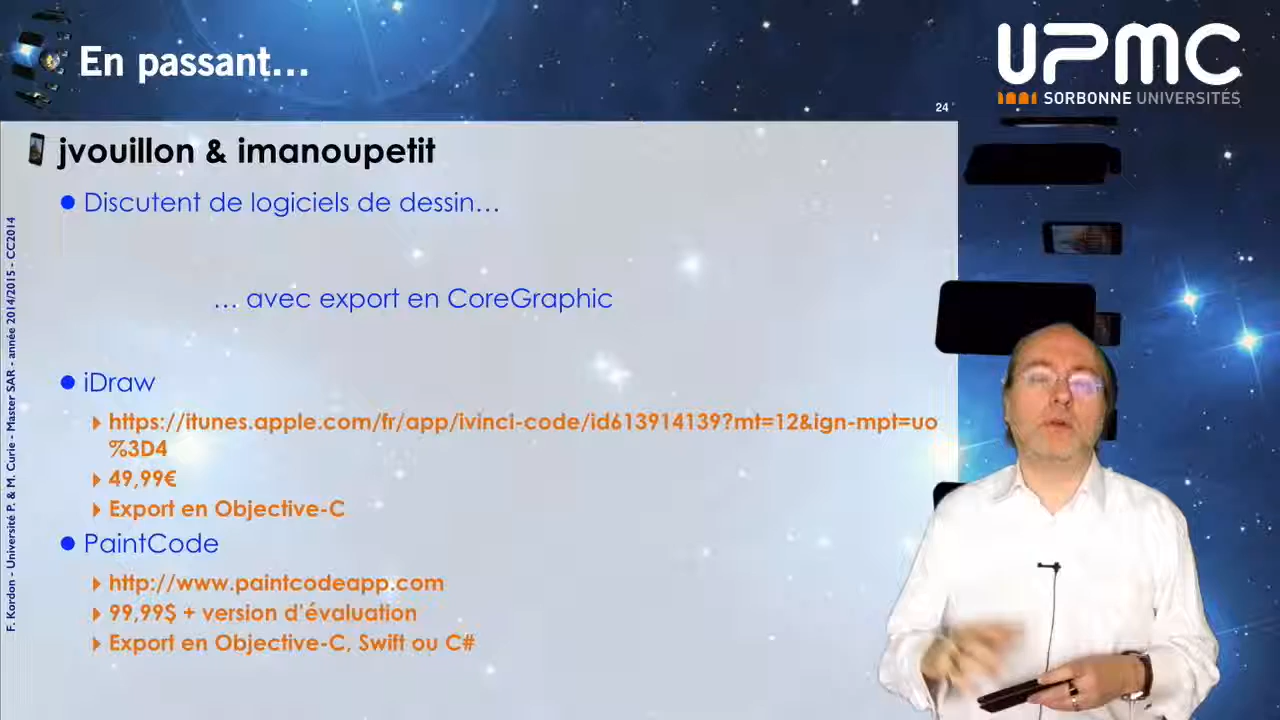 En passant...
UPMC
SORBONNE UNIVERSITÉS
24
jvouillon & imanoupetit
Discutent de logiciels de dessin...
... avec export en CoreGraphic
iDraw
https://itunes.apple.com/fr/app/ivinci-code/id613914139?mt=12&ign-mpt=uo
%3D4
49,99€
Export en Objective-C
PaintCode
http://www.paintcodeapp.com
99,99$ + version d'évaluation
Export en Objective-C, Swift ou C#
F. Kordon - Université P. & M. Curie - Master SAR - année 2014/2015 - CC2014